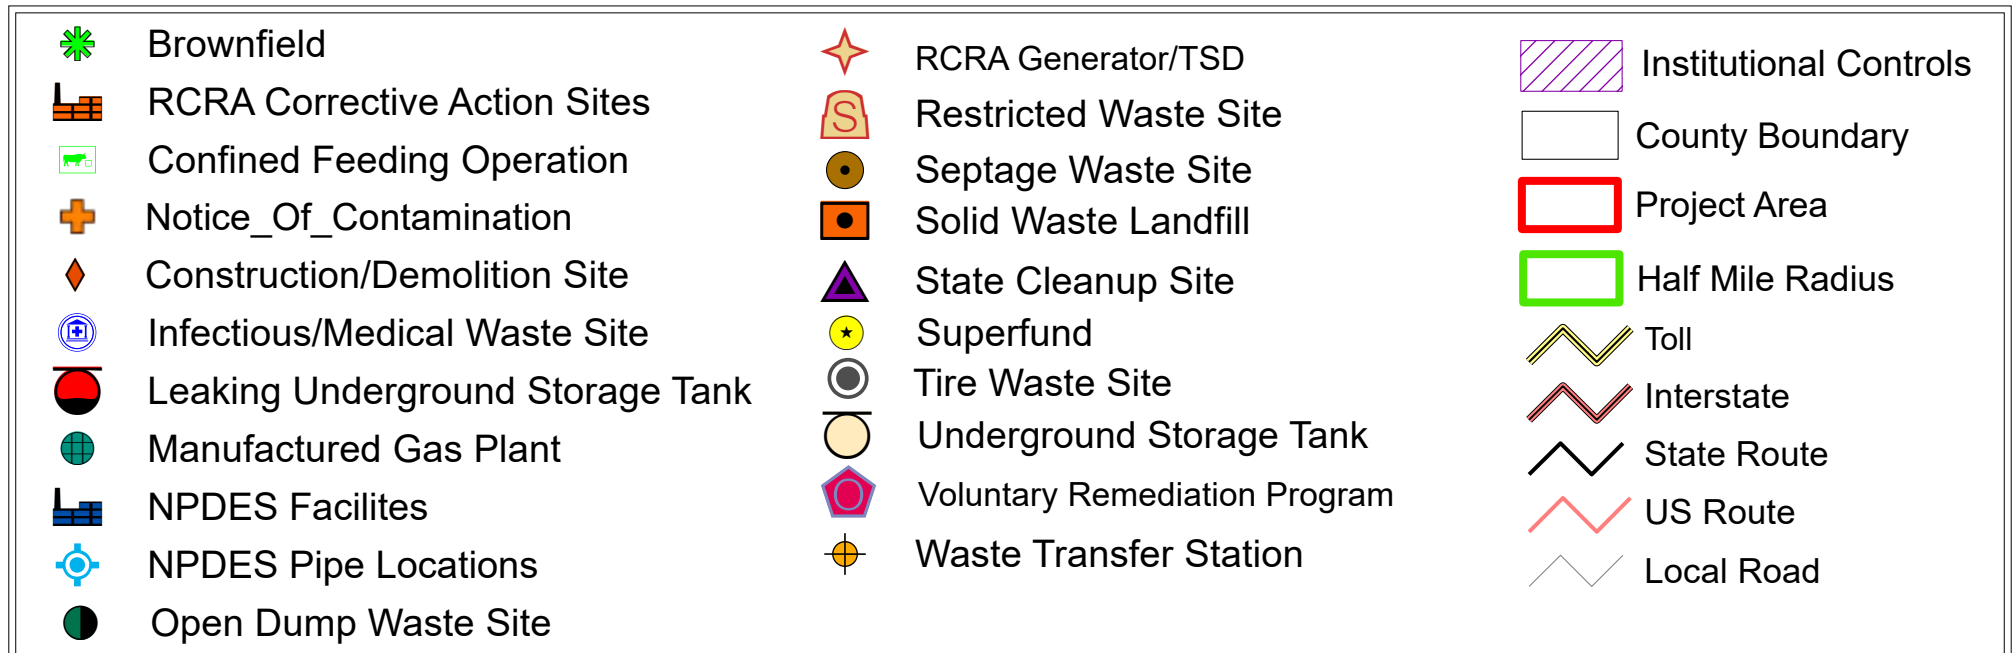 Brownfield
RCRA Corrective Action Sites
Confined Feeding Operation
Notice_Of_Contamination
Construction/Demolition Site
Infectious/Medical Waste Site
Leaking Underground Storage Tank
Manufactured Gas Plant
NPDES Facilites
NPDES Pipe Locations
Open Dump Waste Site
RCRA Generator/TSD
S
Restricted Waste Site
Septage Waste Site
Solid Waste Landfill
State Cleanup Site
Superfund
Tire Waste Site
Underground Storage Tank
Voluntary Remediation Program
Waste Transfer Station
Institutional Controls
County Boundary
Project Area
Half Mile Radius
Toll
Interstate
State Route
US Route
Local Road